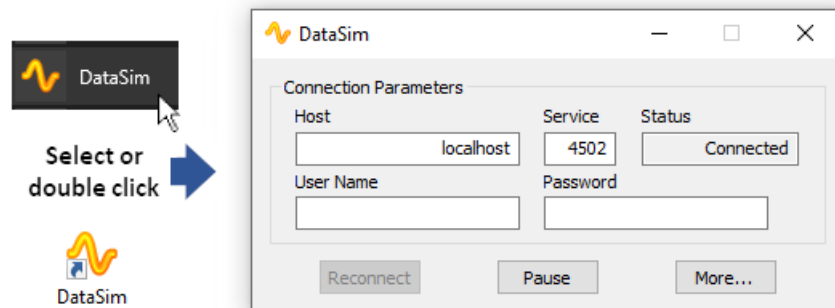 DataSim
Select or
double click
DataSim
DataSim
Connection Parameters
Host Service Status
localhost 4502 Connected
User Name Password
Reconnect Pause More...